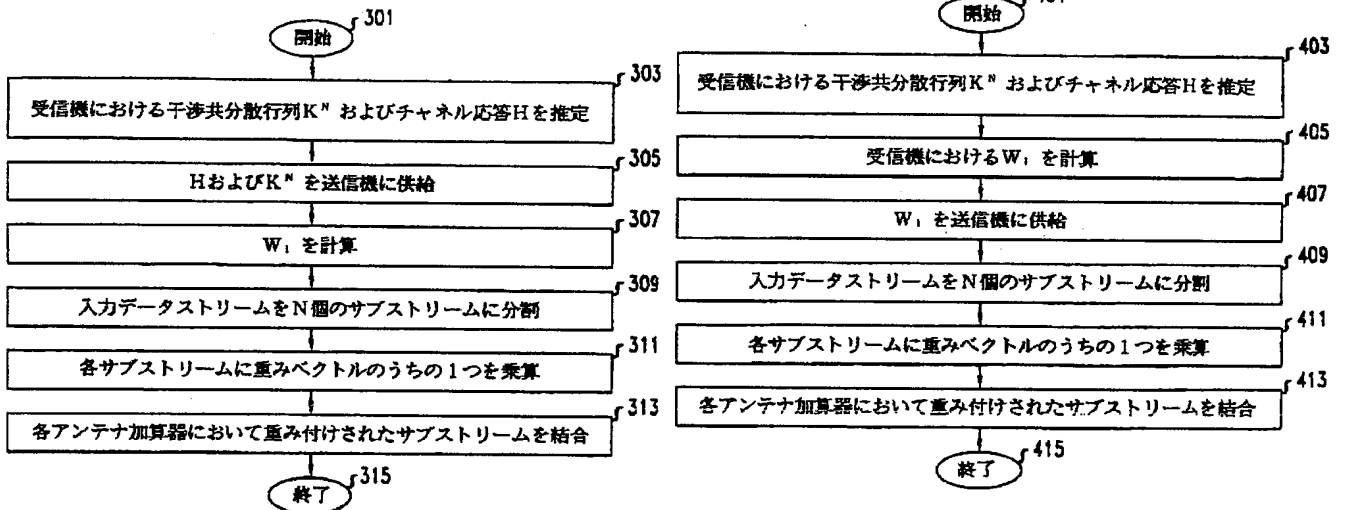 301
開始
303
受信機における干渉共分散行列Kᴺ およびチャネル応答Hを推定
305
HおよびKᴺ を送信機に供給
307
Wᵢ を計算
309
入力データストリームをN個のサブストリームに分割
311
各サブストリームに重みベクトルのうちの1つを乗算
313
各アンテナ加算器において重み付けされたサブストリームを結合
315
終了
開始
403
受信機における干渉共分散行列Kᴺ およびチャネル応答Hを推定
405
受信機におけるWᵢ を計算
407
Wᵢ を送信機に供給
409
入力データストリームをN個のサブストリームに分割
411
各サブストリームに重みベクトルのうちの1つを乗算
413
各アンテナ加算器において重み付けされたサブストリームを結合
415
終了